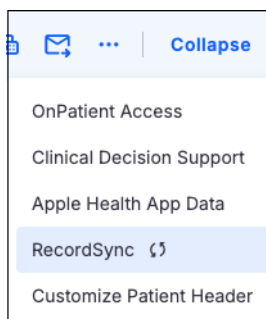 Collapse
OnPatient Access
Clinical Decision Support
Apple Health App Data
RecordSync
Customize Patient Header